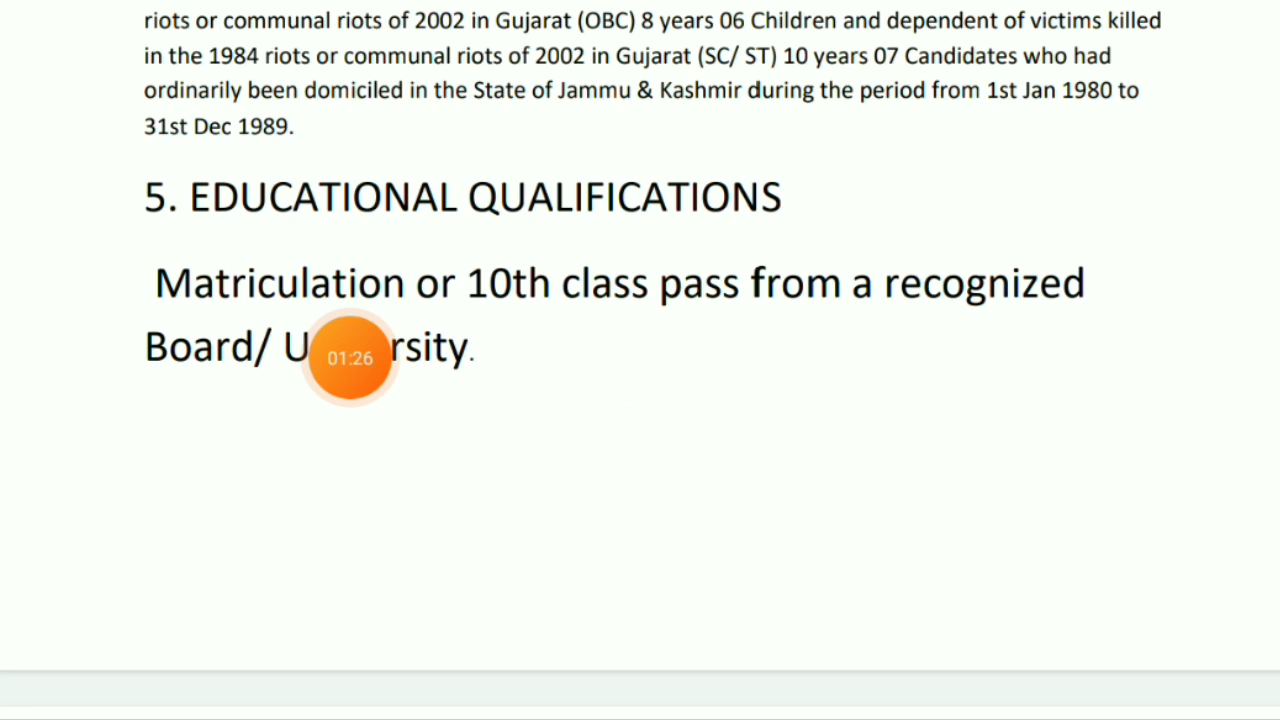 riots or communal riots of 2002 in Gujarat (OBC) 8 years 06 Children and dependent of victims killed
in the 1984 riots or communal riots of 2002 in Gujarat (SC/ ST) 10 years 07 Candidates who had
ordinarily been domiciled in the State of Jammu & Kashmir during the period from 1st Jan 1980 to
31st Dec 1989.
5. EDUCATIONAL QUALIFICATIONS
Matriculation or 10th class pass from a recognized
Board/ U rsity.
01:26